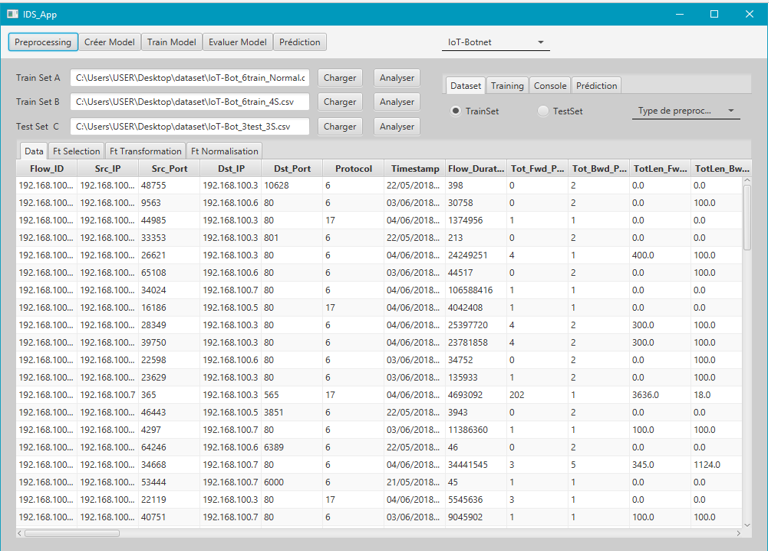 IDS_App
Preprocessing Créer Model Train Model Evaluer Model Prédiction IoT-Botnet
Train Set A C:\Users\USER\Desktop\dataset\IoT-Bot_6train_Normal.c Charger Analyser
Dataset Training Console Prédiction
Train Set B C:\Users\USER\Desktop\dataset\IoT-Bot_6train_4S.csv Charger Analyser
TrainSet TestSet Type de preproc...
Test Set C C:\Users\USER\Desktop\dataset\IoT-Bot_3test_3S.csv Charger Analyser
Data Ft Selection Ft Transformation Ft Normalisation
Flow_ID Src_IP Src_Port Dst_IP Dst_Port Protocol Timestamp Flow_Durat... Tot_Fwd_P... Tot_Bwd_P... TotLen_Fw... TotLen_Bw...
192.168.100... 192.168.100... 48755 192.168.100.3 10628 6 22/05/2018... 398 0 2 0.0 0.0
192.168.100... 192.168.100... 9563 192.168.100.6 80 6 03/06/2018... 30758 0 2 0.0 100.0
192.168.100... 192.168.100... 44985 192.168.100.3 80 17 04/06/2018... 1374956 1 1 0.0 0.0
192.168.100... 192.168.100... 33353 192.168.100.3 801 6 22/05/2018... 213 0 2 0.0 0.0
192.168.100... 192.168.100... 26621 192.168.100.3 80 6 04/06/2018... 24249251 4 1 400.0 100.0
192.168.100... 192.168.100... 65108 192.168.100.6 80 6 03/06/2018... 44517 0 2 0.0 100.0
192.168.100... 192.168.100... 34024 192.168.100.7 80 6 04/06/2018... 106588416 1 1 0.0 0.0
192.168.100... 192.168.100... 16186 192.168.100.5 80 17 04/06/2018... 4042408 1 1 0.0 0.0
192.168.100... 192.168.100... 28349 192.168.100.3 80 6 04/06/2018... 25397720 4 2 300.0 100.0
192.168.100... 192.168.100... 39750 192.168.100.3 80 6 04/06/2018... 23781858 4 2 300.0 100.0
192.168.100... 192.168.100... 22598 192.168.100.6 80 6 03/06/2018... 34752 0 2 0.0 100.0
192.168.100... 192.168.100... 23629 192.168.100.3 80 6 03/06/2018... 135933 1 2 0.0 100.0
192.168.100... 192.168.100.7 365 192.168.100.3 565 17 04/06/2018... 4693092 202 1 3636.0 18.0
192.168.100... 192.168.100... 46443 192.168.100.5 3851 6 22/05/2018... 3943 0 2 0.0 0.0
192.168.100... 192.168.100... 4297 192.168.100.7 80 6 03/06/2018... 11386360 1 1 100.0 100.0
192.168.100... 192.168.100... 64246 192.168.100.6 6389 6 22/05/2018... 46 0 2 0.0 0.0
192.168.100... 192.168.100... 34668 192.168.100.7 80 6 04/06/2018... 34441545 3 5 345.0 1124.0
192.168.100... 192.168.100... 53444 192.168.100.7 6000 6 21/05/2018... 45 1 1 0.0 0.0
192.168.100... 192.168.100... 22119 192.168.100.3 80 17 04/06/2018... 5545636 3 1 0.0 0.0
192.168.100... 192.168.100... 40751 192.168.100.7 80 6 03/06/2018... 9045902 1 1 100.0 100.0